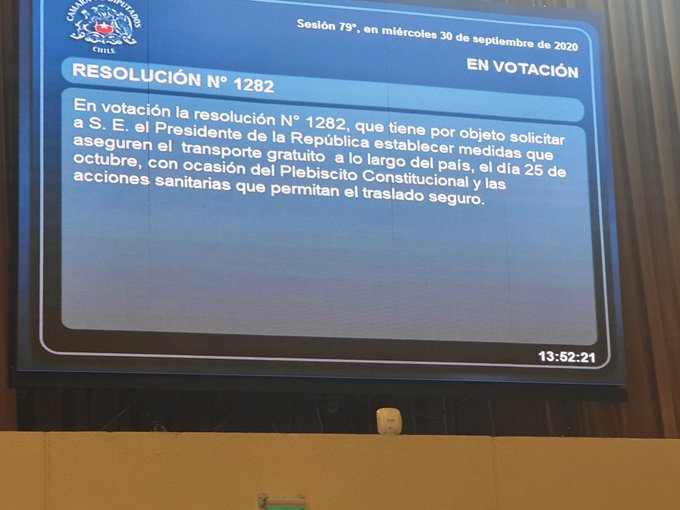 CÁMARA DE DIPUTADOS
CHILE
Sesión 79°, en miércoles 30 de septiembre de 2020
EN VOTACIÓN
RESOLUCIÓN N° 1282
En votación la resolución N° 1282, que tiene por objeto solicitar
a S. E. el Presidente de la República establecer medidas que
aseguren el transporte gratuito a lo largo del país, el día 25 de
octubre, con ocasión del Plebiscito Constitucional y las
acciones sanitarias que permitan el traslado seguro.
13:52:21